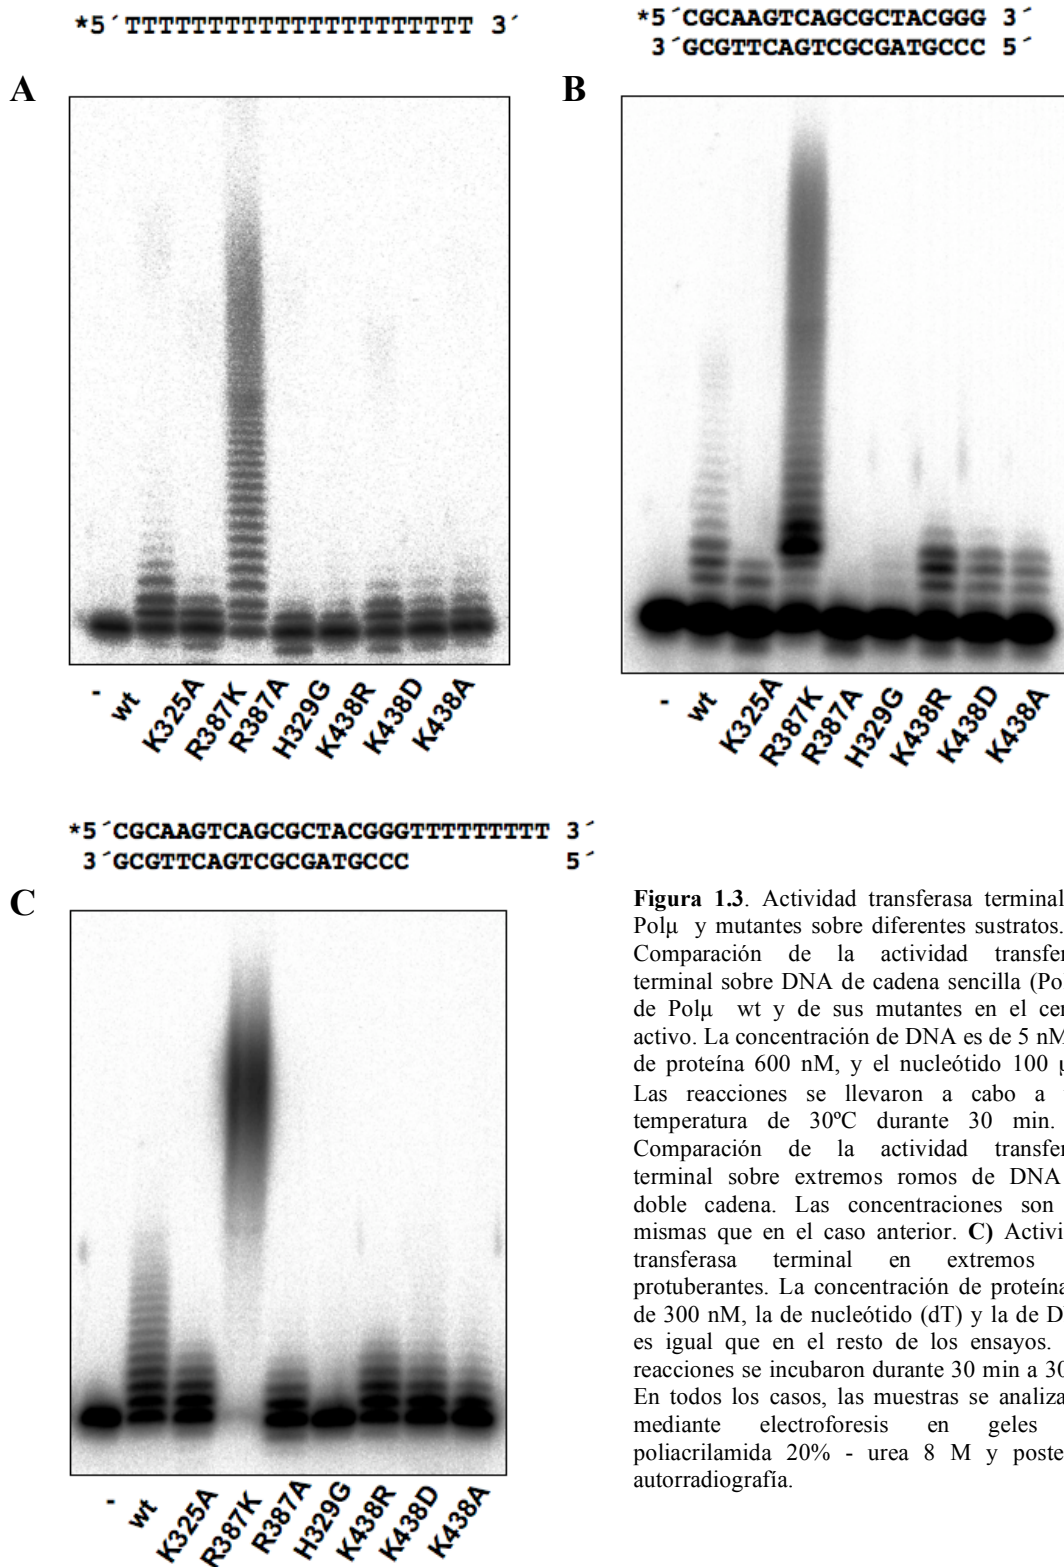 *5´TTTTTTTTTTTTTTTTTTTTT 3´
*5´CGCAAGTCAGCGCTACGGG 3´
3´GCGTTCAGTCGCGATGCCC 5´
A
B
-
wt
K325A
R387K
R387A
H329G
K438R
K438D
K438A
-
wt
K325A
R387K
R387A
H329G
K438R
K438D
K438A
*5´CGCAAGTCAGCGCTACGGGTTTTTTTTT 3´
3´GCGTTCAGTCGCGATGCCC 5´
C
-
wt
K325A
R387K
R387A
H329G
K438R
K438D
K438A
Figura 1.3. Actividad transferasa terminal
Polµ y mutantes sobre diferentes sustratos.
Comparación de la actividad transfer
terminal sobre DNA de cadena sencilla (Po
de Polµ wt y de sus mutantes en el cen
activo. La concentración de DNA es de 5 nM
de proteína 600 nM, y el nucleótido 100 µ
Las reacciones se llevaron a cabo a
temperatura de 30ºC durante 30 min.
Comparación de la actividad transfer
terminal sobre extremos romos de DNA
doble cadena. Las concentraciones son
mismas que en el caso anterior. C) Activi
transferasa terminal en extremos
protuberantes. La concentración de proteína
de 300 nM, la de nucleótido (dT) y la de D
es igual que en el resto de los ensayos.
reacciones se incubaron durante 30 min a 30
En todos los casos, las muestras se analiza
mediante electroforesis en geles
poliacrilamida 20% - urea 8 M y poste
autorradiografía.